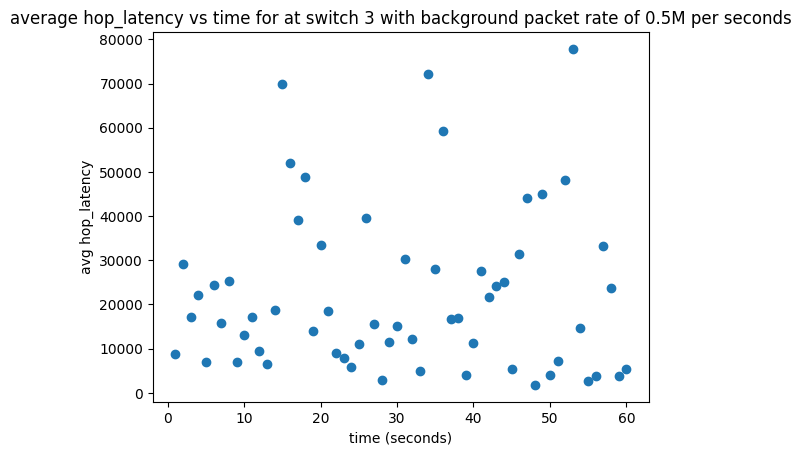 average hop_latency vs time for at switch 3 with background packet rate of 0.5M per seconds
80000
70000
60000
50000
40000
30000
20000
10000
0
avg hop_latency
0 10 20 30 40 50 60
time (seconds)